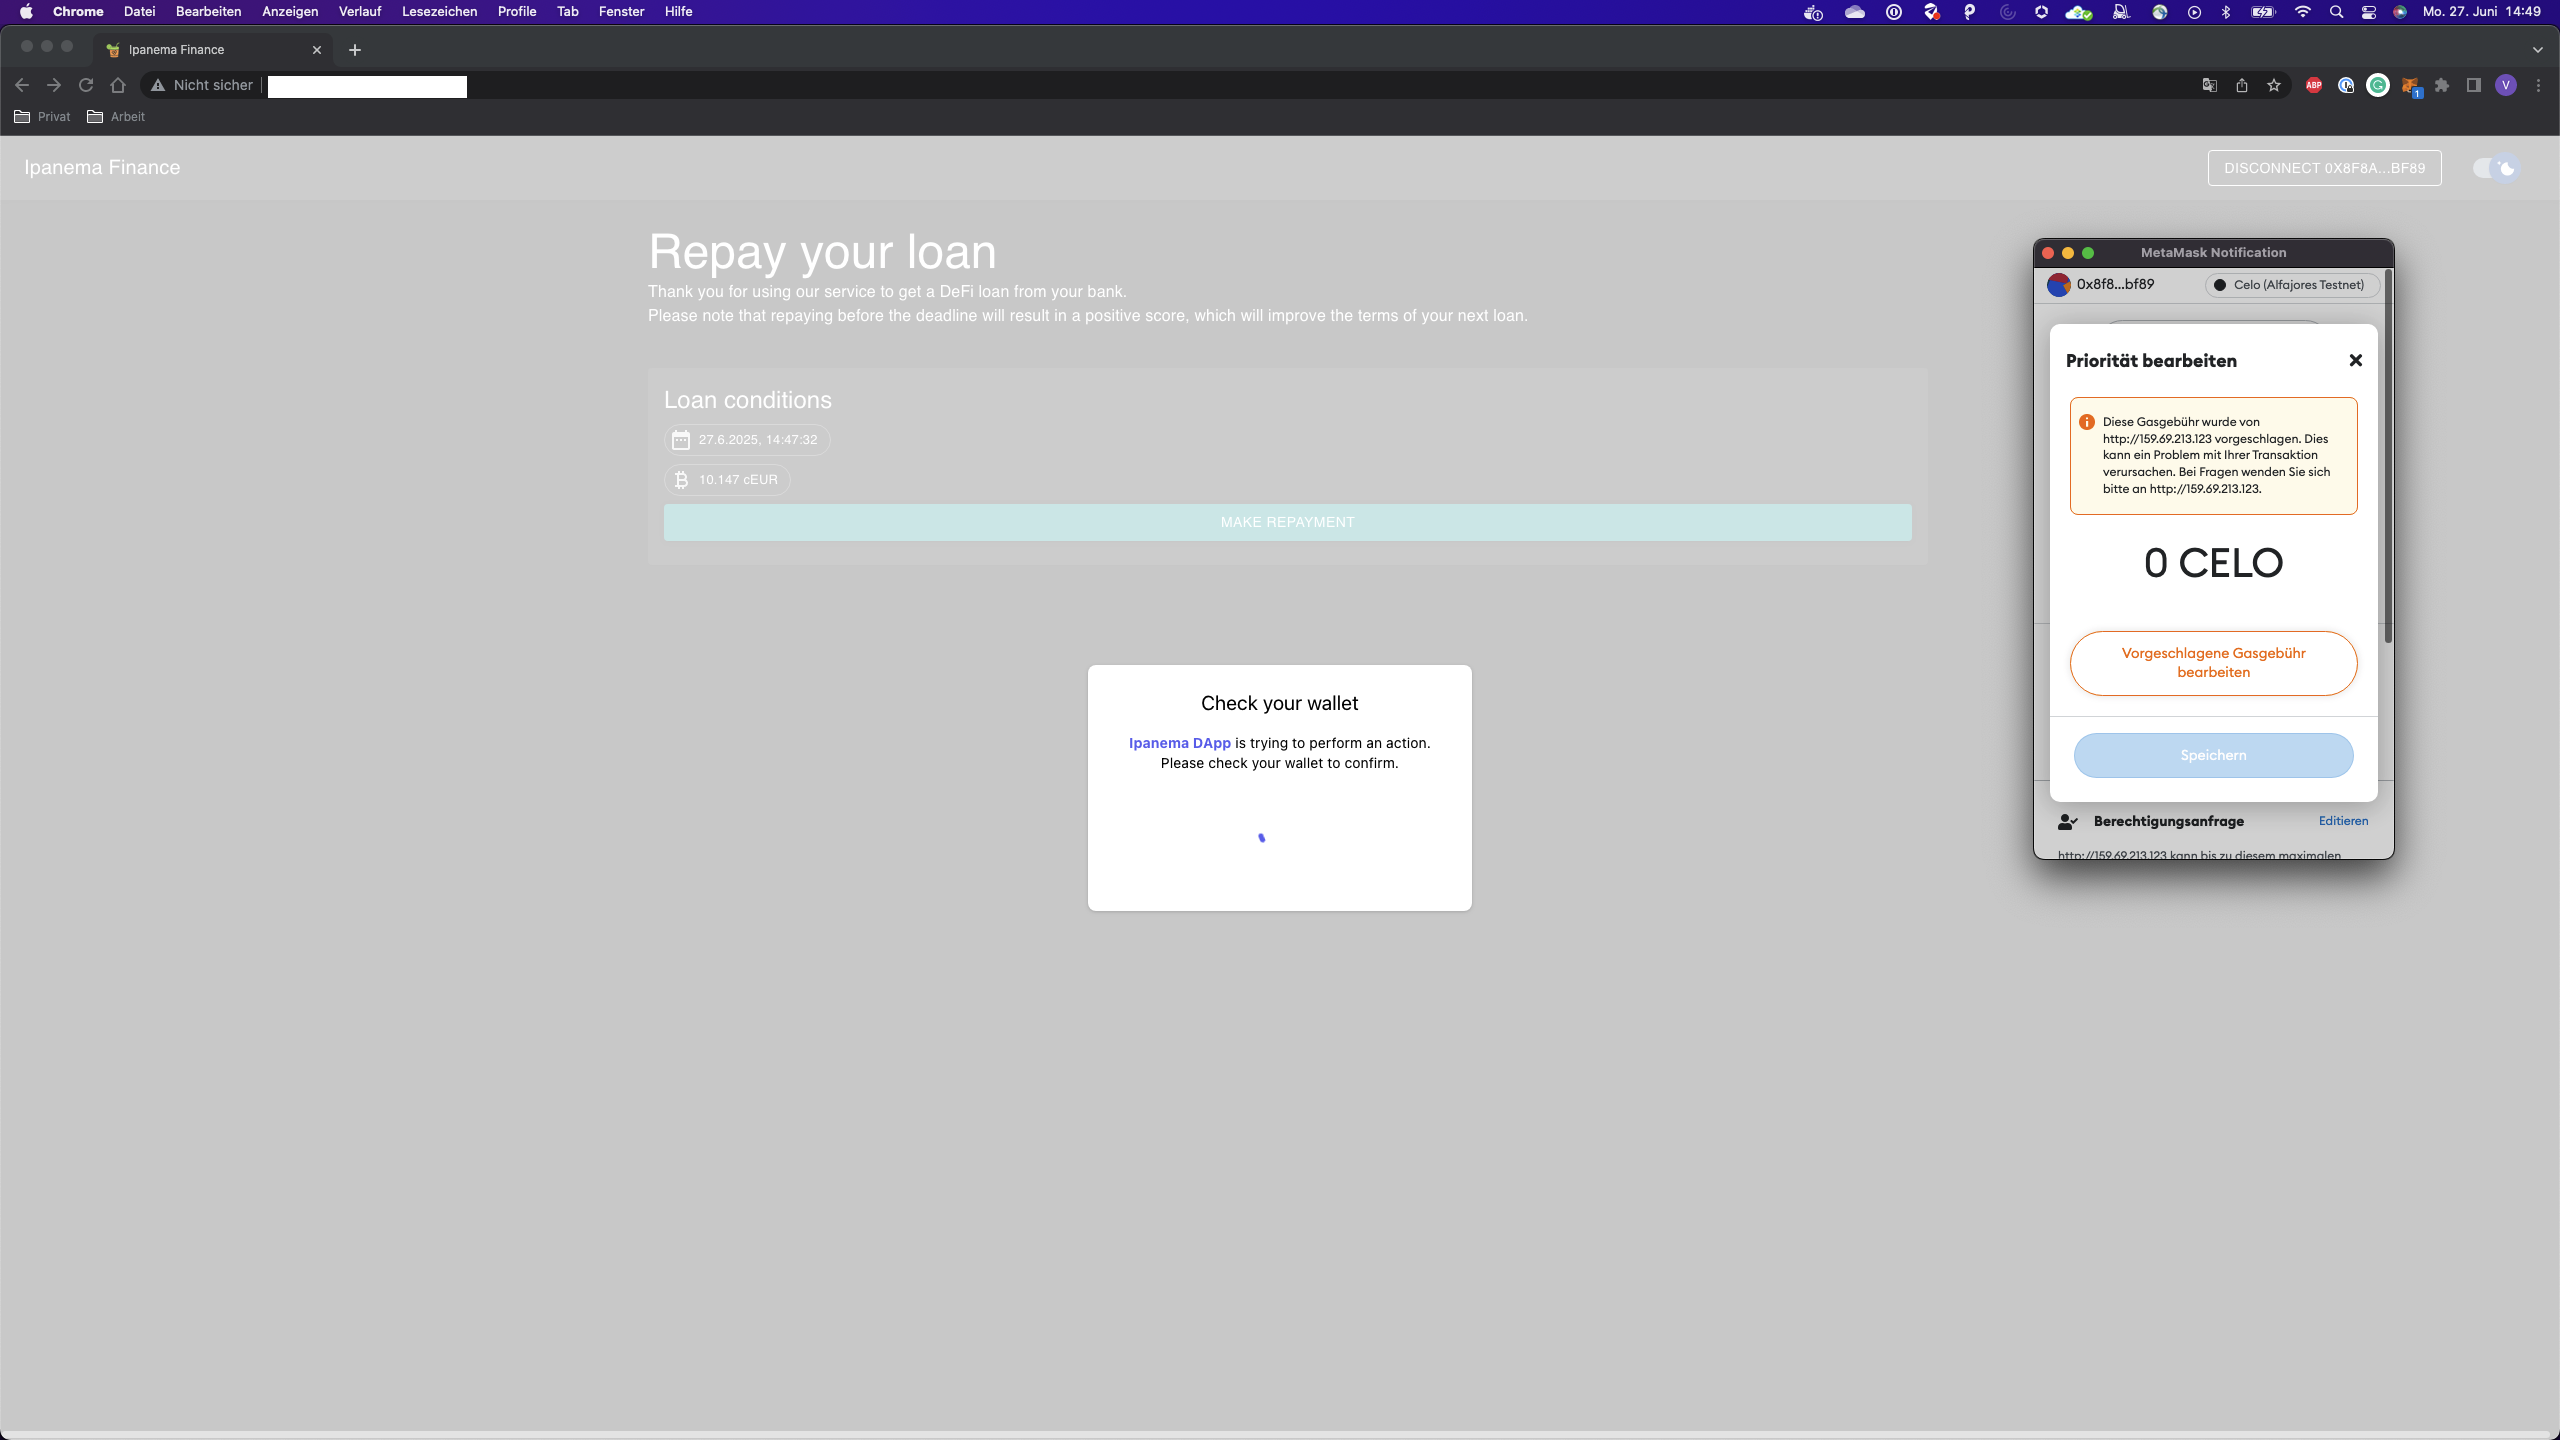 Chrome Datei Bearbeiten Anzeigen Verlauf Lesezeichen Profile Tab Fenster Hilfe Mo. 27. Juni 14:49
Ipanema Finance
Nicht sicher
ABP
1
V
Privat Arbeit
Ipanema Finance
DISCONNECT 0X8F8A...BF89
Repay your loan
Thank you for using our service to get a DeFi loan from your bank.
Please note that repaying before the deadline will result in a positive score, which will improve the terms of your next loan.
Loan conditions
27.6.2025, 14:47:32
10.147 cEUR
MAKE REPAYMENT
Check your wallet
Ipanema DApp is trying to perform an action.
Please check your wallet to confirm.
MetaMask Notification
0x8f8...bf89
Celo (Alfajores Testnet)
Priorität bearbeiten
Diese Gasgebühr wurde von
http://159.69.213.123 vorgeschlagen. Dies
kann ein Problem mit Ihrer Transaktion
verursachen. Bei Fragen wenden Sie sich
bitte an http://159.69.213.123.
0 CELO
Vorgeschlagene Gasgebühr
bearbeiten
Speichern
Berechtigungsanfrage
Editieren
http://159.69.213.123 kann bis zu diesem maximalen